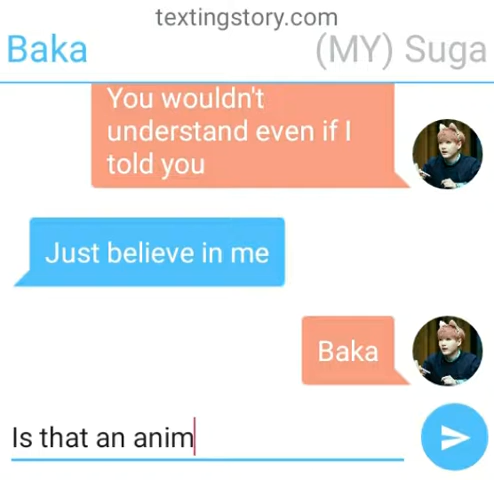 textingstory.com
Baka
(MY) Suga
You wouldn't
understand even if I
told you
Just believe in me
Baka
Is that an anim